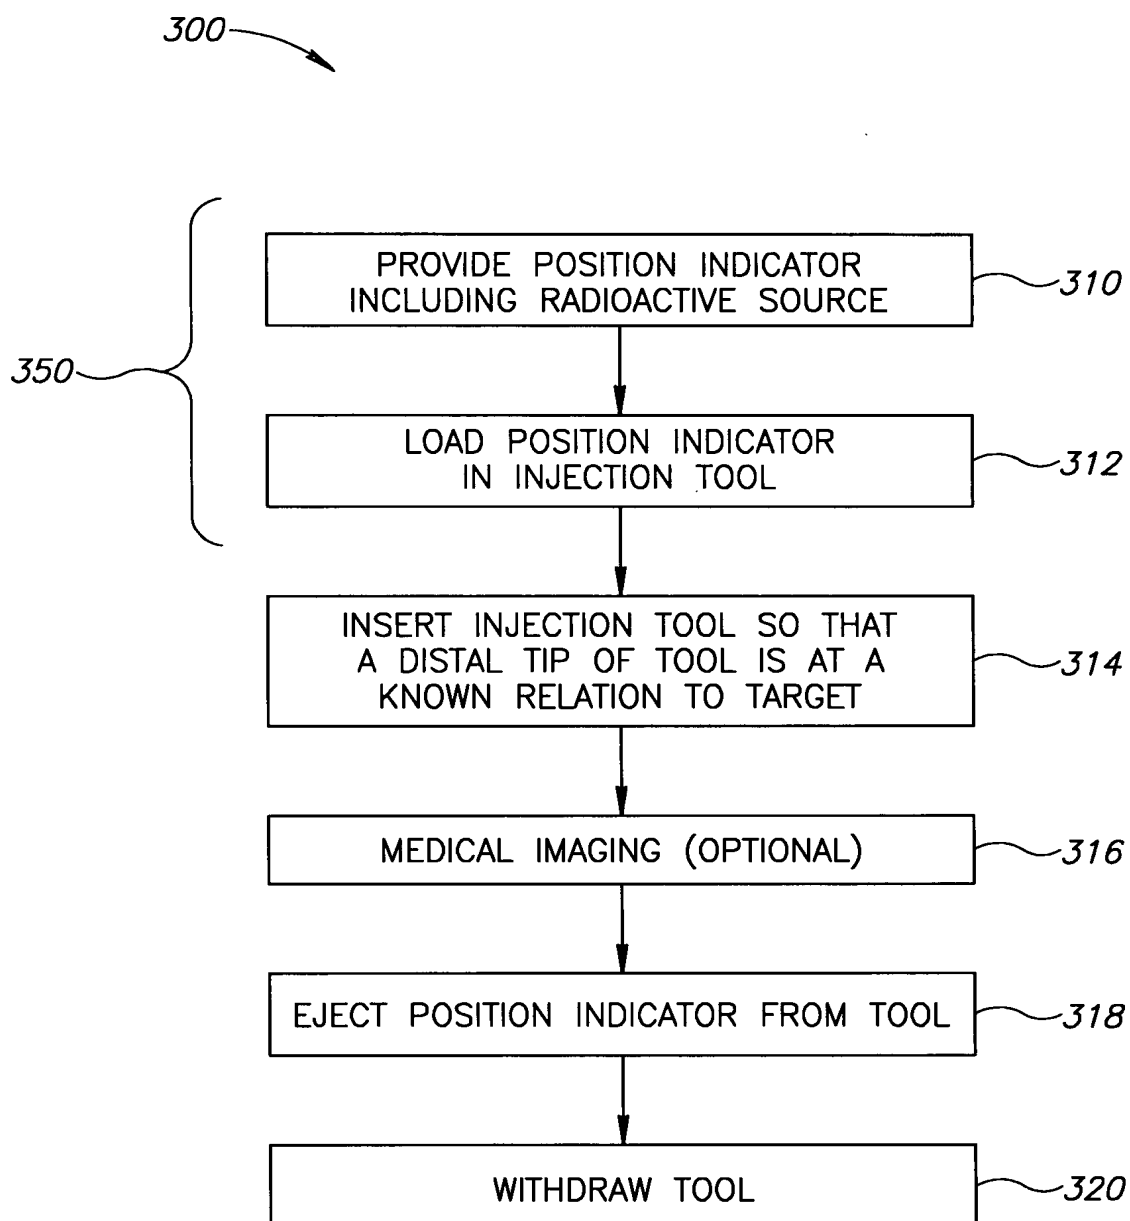 300
PROVIDE POSITION INDICATOR
INCLUDING RADIOACTIVE SOURCE
310
350
LOAD POSITION INDICATOR
IN INJECTION TOOL
312
INSERT INJECTION TOOL SO THAT
A DISTAL TIP OF TOOL IS AT A
KNOWN RELATION TO TARGET
314
MEDICAL IMAGING (OPTIONAL)
316
EJECT POSITION INDICATOR FROM TOOL
318
WITHDRAW TOOL
320